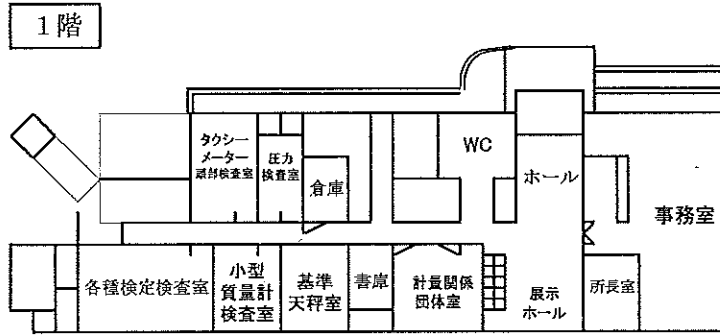 1階
タクシー
メーター
頭部検査室
圧力
検査室
倉庫
WC
ホール
事務室
各種検定検査室
小型
質量計
検査室
基準
天秤室
書庫
計量関係
団体室
展示
ホール
所長室